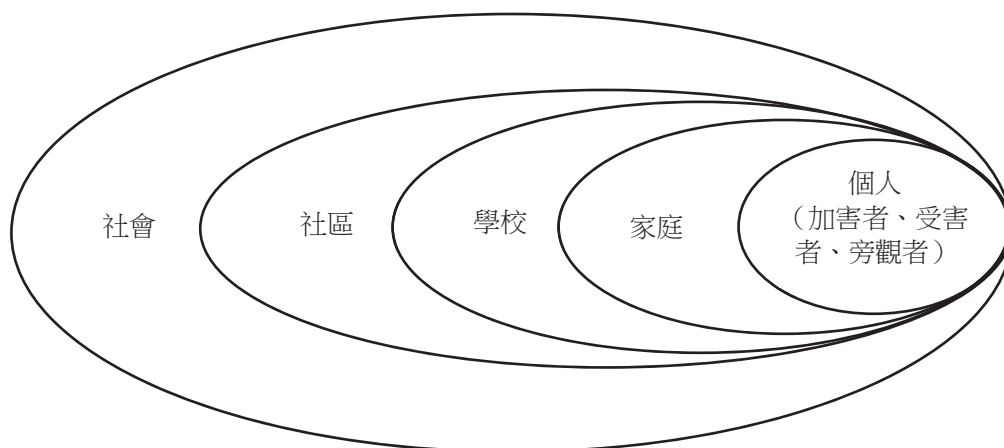 社會
社區
學校
家庭
個人
（加害者、受害
者、旁觀者）